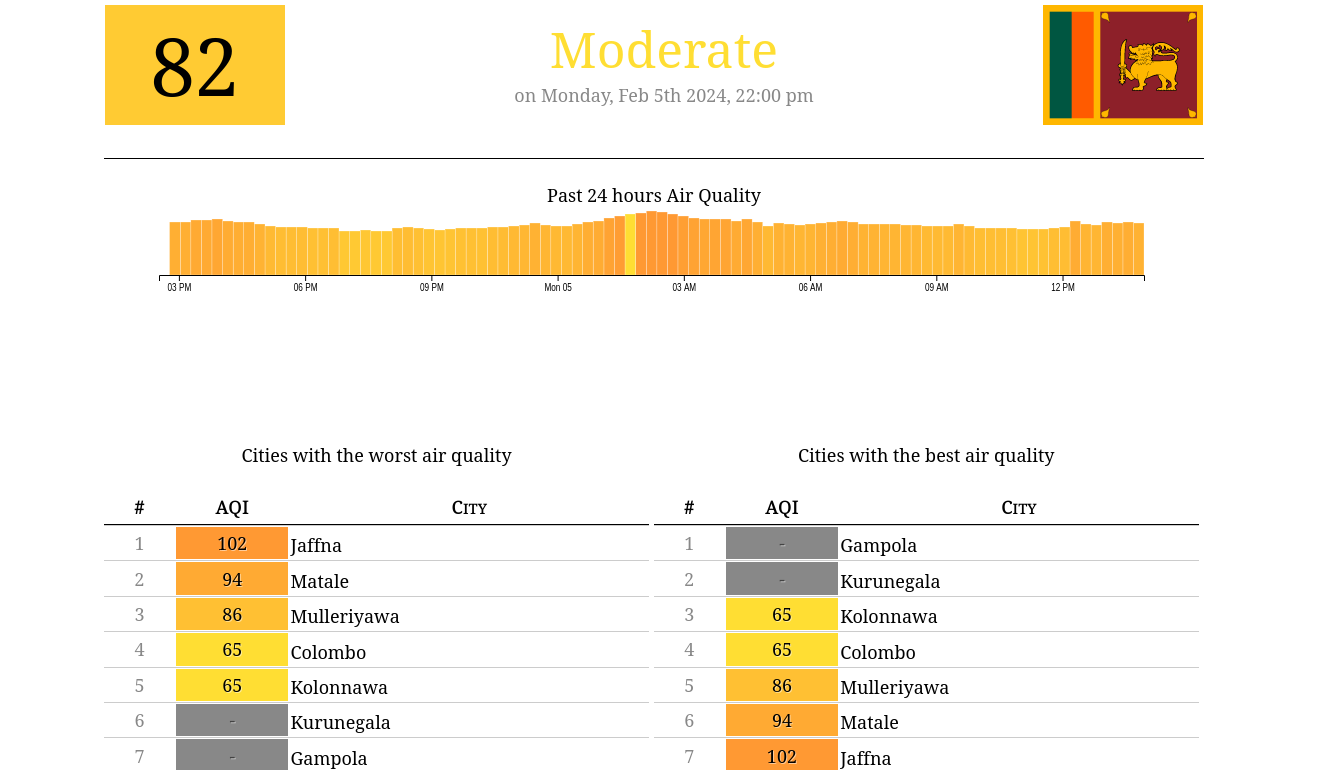 82
Moderate
on Monday, Feb 5th 2024, 22:00 pm
Past 24 hours Air Quality
03 PM 06 PM 09 PM Mon 05 03 AM 06 AM 09 AM 12 PM
Cities with the worst air quality
# AQI City
1 102 Jaffna
2 94 Matale
3 86 Mulleriyawa
4 65 Colombo
5 65 Kolonnawa
6 - Kurunegala
7 - Gampola
Cities with the best air quality
# AQI City
1 - Gampola
2 - Kurunegala
3 65 Kolonnawa
4 65 Colombo
5 86 Mulleriyawa
6 94 Matale
7 102 Jaffna